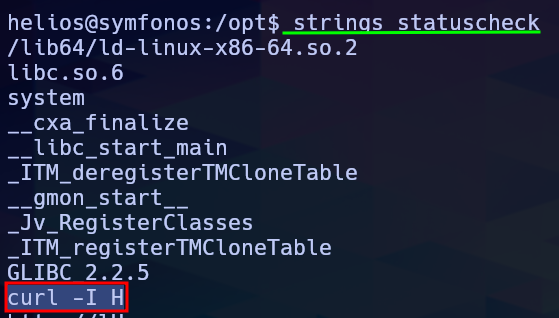 helios@symfonos:/opt$ strings statuscheck
/lib64/ld-linux-x86-64.so.2
libc.so.6
system
__cxa_finalize
__libc_start_main
_ITM_deregisterTMCloneTable
__gmon_start__
_Jv_RegisterClasses
_ITM_registerTMCloneTable
GLIBC_2.2.5
curl -I H